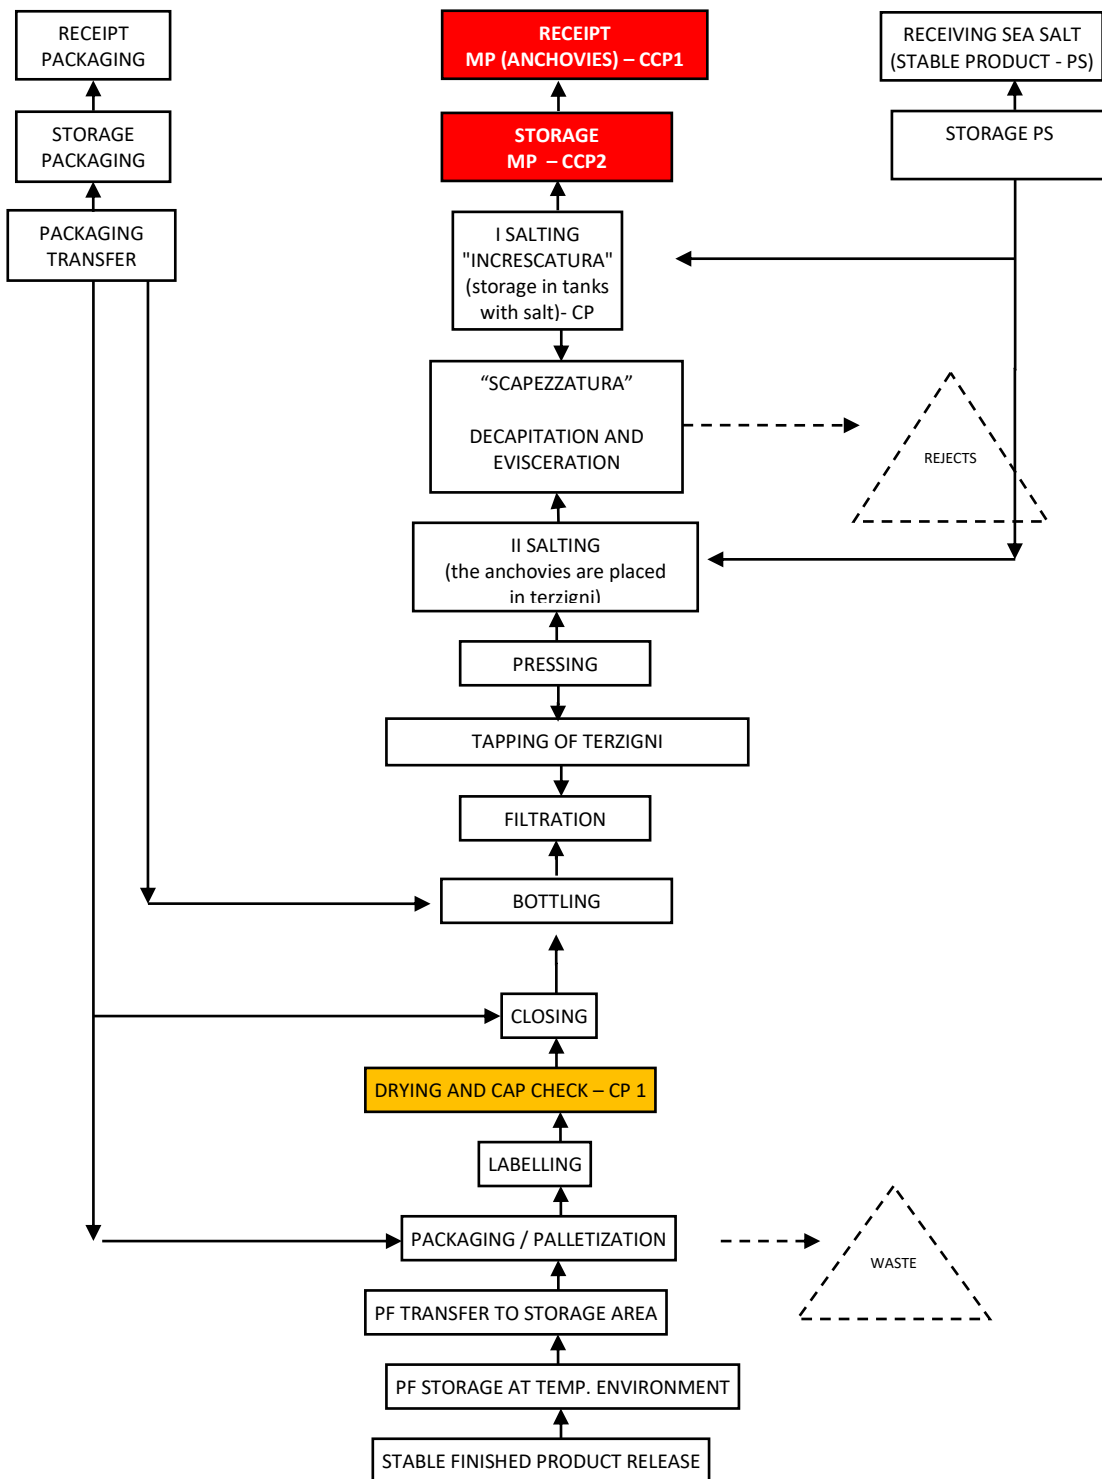 RECEIPT
PACKAGING
RECEIPT
MP (ANCHOVIES) – CCP1
RECEIVING SEA SALT
(STABLE PRODUCT - PS)
STORAGE
PACKAGING
STORAGE
MP – CCP2
STORAGE PS
PACKAGING
TRANSFER
I SALTING
"INCRESCATURA"
(storage in tanks
with salt)- CP
“SCAPEZZATURA”
DECAPITATION AND
EVISCERATION
REJECTS
II SALTING
(the anchovies are placed
in terzigni)
PRESSING
TAPPING OF TERZIGNI
FILTRATION
BOTTLING
CLOSING
DRYING AND CAP CHECK – CP 1
LABELLING
PACKAGING / PALLETIZATION
WASTE
PF TRANSFER TO STORAGE AREA
PF STORAGE AT TEMP. ENVIRONMENT
STABLE FINISHED PRODUCT RELEASE